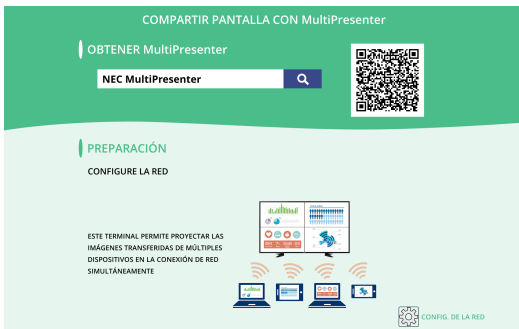 COMPARTIR PANTALLA CON MultiPresenter
OBTENER MultiPresenter
NEC MultiPresenter
PREPARACIÓN
CONFIGURE LA RED
ESTE TERMINAL PERMITE PROYECTAR LAS
IMÁGENES TRANSFERIDAS DE MÚLTIPLES
DISPOSITIVOS EN LA CONEXIÓN DE RED
SIMULTÁNEAMENTE
CONFIG. DE LA RED